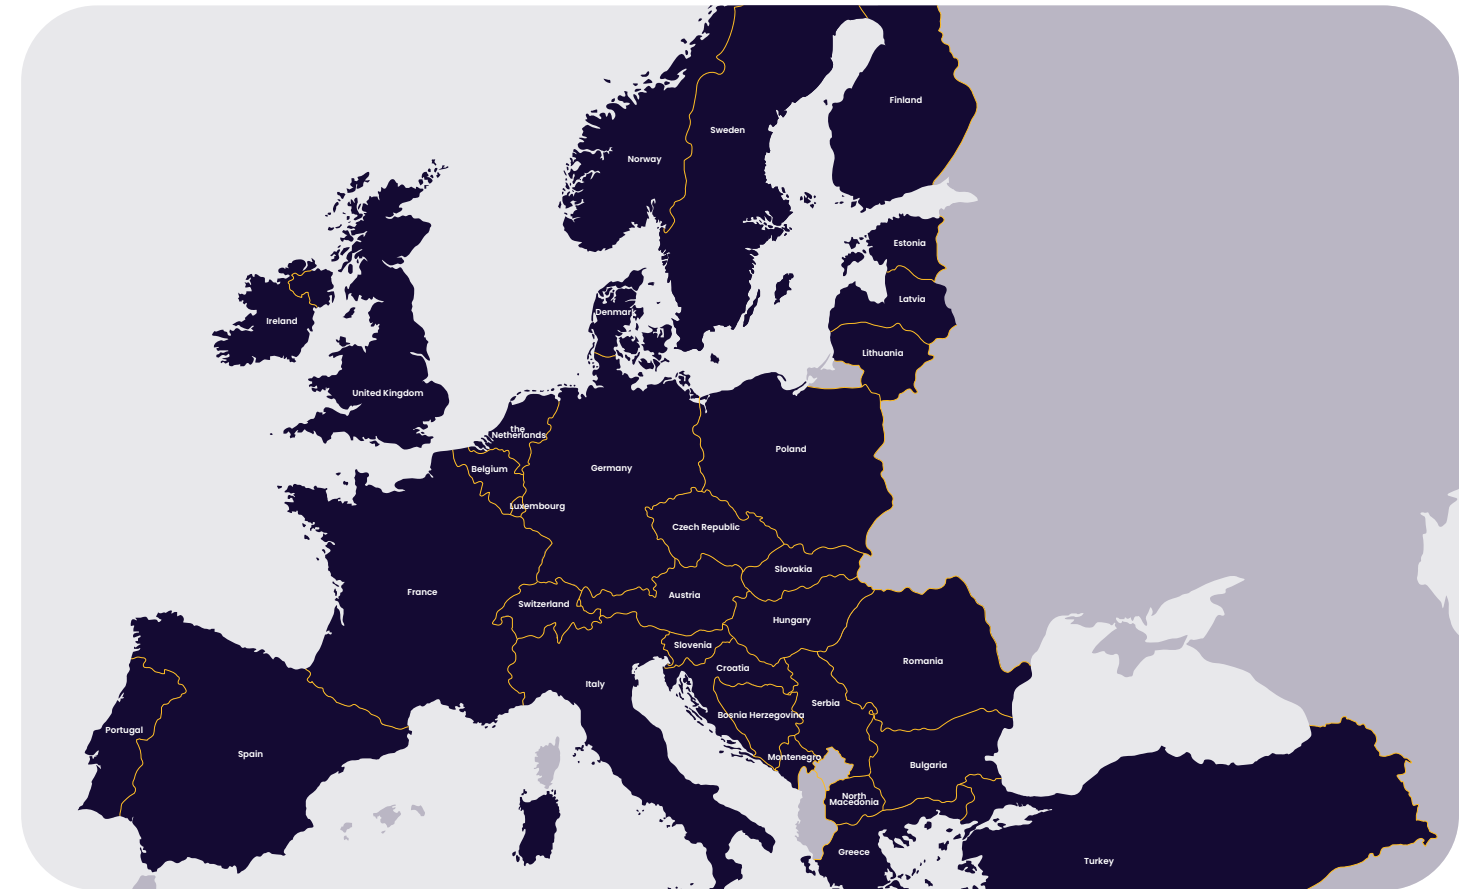 Finland
Sweden
Norway
Estonia
Latvia
Denmark
Ireland
Lithuania
United Kingdom
the
Netherlands
Poland
Germany
Belgium
Luxembourg
Czech Republic
Slovakia
France
Austria
Switzerland
Hungary
Slovenia
Romania
Croatia
Italy
Serbia
Bosnia Herzegovina
Portugal
Spain
Montenegro
Bulgaria
North
Macedonia
Greece
Turkey